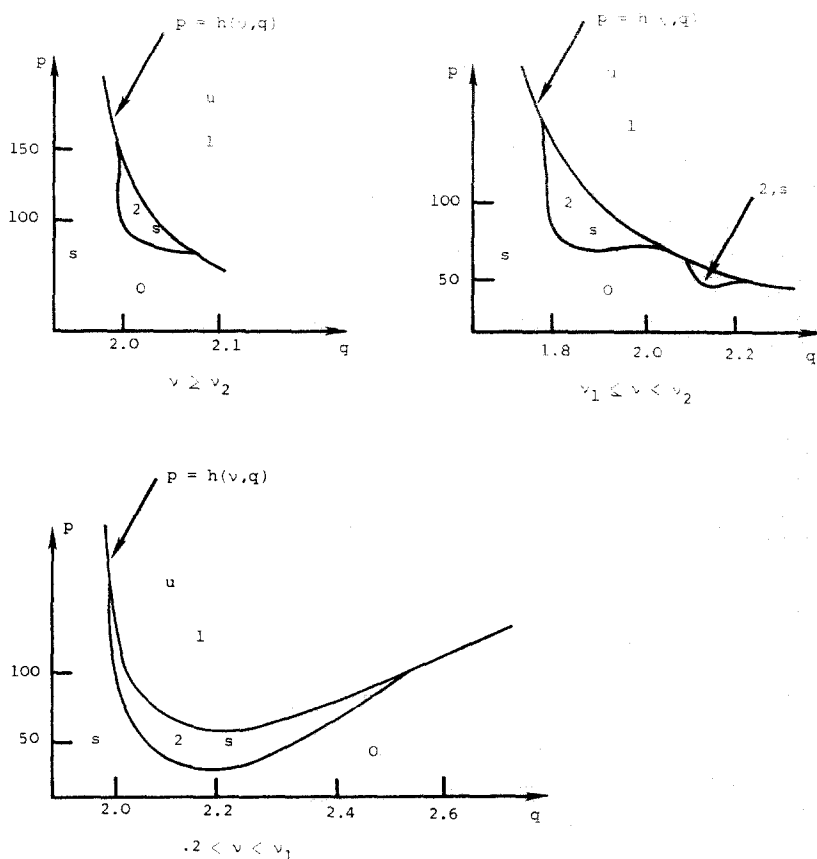 p = h(ν,q)
p
u
1
150
100
2
s
s
0
2.0
2.1
q
ν ≥ ν2
p = h( ,q)
p
u
1
2,s
100
2
s
s
50
0
1.8
2.0
2.2
q
ν1 ≤ ν < ν2
p = h(ν,q)
p
u
1
100
50
s
2
s
0
2.0
2.2
2.4
2.6
q
.2 < ν < ν1